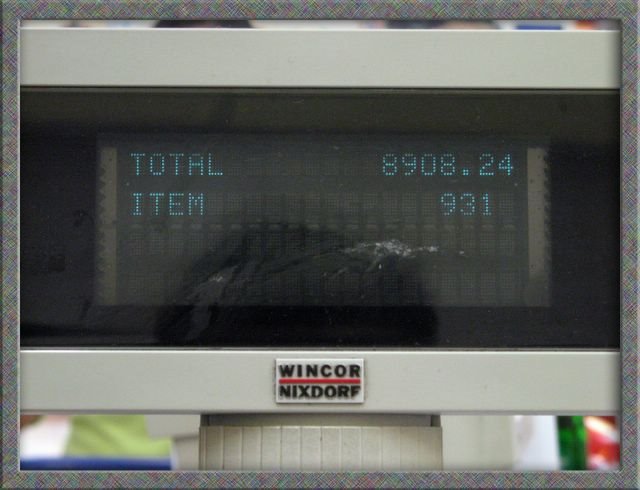 TOTAL 8908.24
ITEM 931
WINCOR
NIXDORF